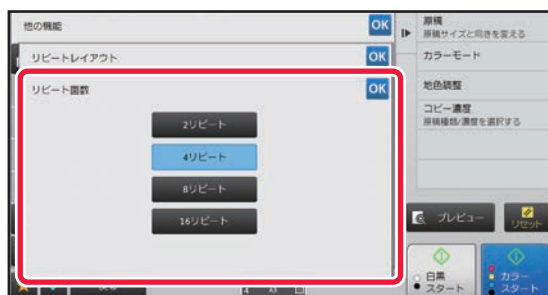 他の機能
OK
リピートレイアウト
OK
リピート面数
OK
2リピート
4リピート
8リピート
16リピート
原稿
原稿サイズと向きを変える
カラーモード
地色調整
コピー濃度
原稿種類/濃度を選択する
プレビュー
リセット
白黒
スタート
カラー
スタート